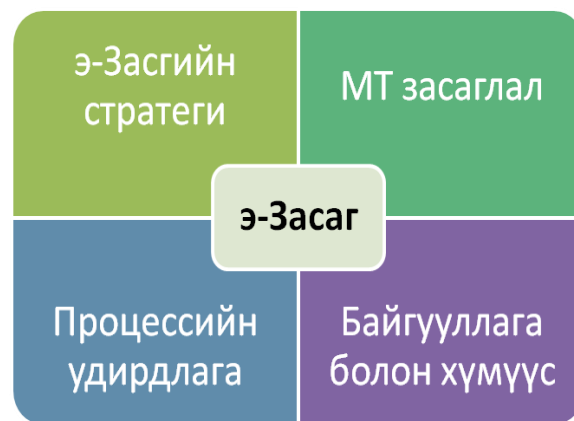 э-Засгийн
стратеги
МТ засаглал
э-Засаг
Процессийн
удирдлага
Байгууллага
болон хүмүүс